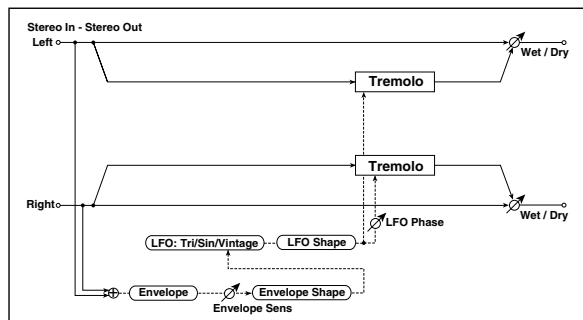 Stereo In - Stereo Out
Left
Wet / Dry
Tremolo
Tremolo
Right
Wet / Dry
LFO Phase
LFO: Tri/Sin/Vintage
LFO Shape
Envelope
Envelope Shape
Envelope Sens